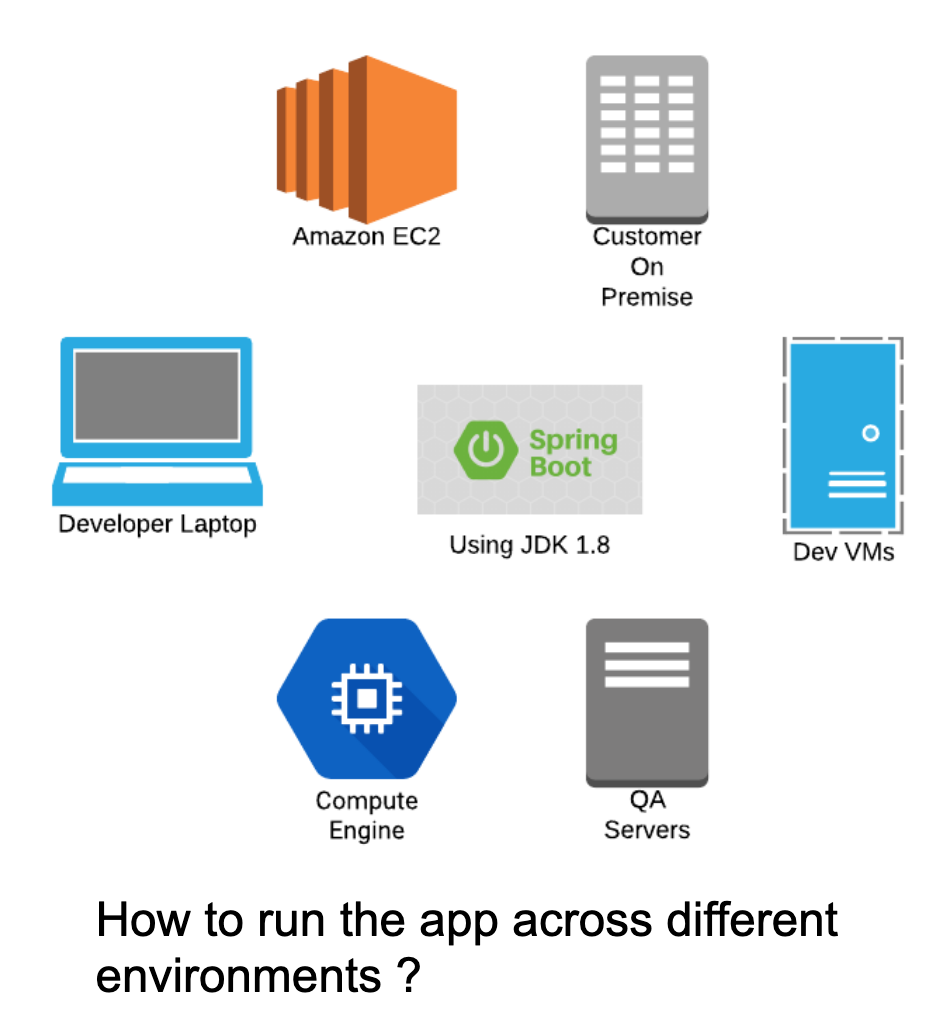 Amazon EC2
Customer
On
Premise
Developer Laptop
Spring
Boot
Using JDK 1.8
Dev VMs
Compute
Engine
QA
Servers
How to run the app across different
environments ?